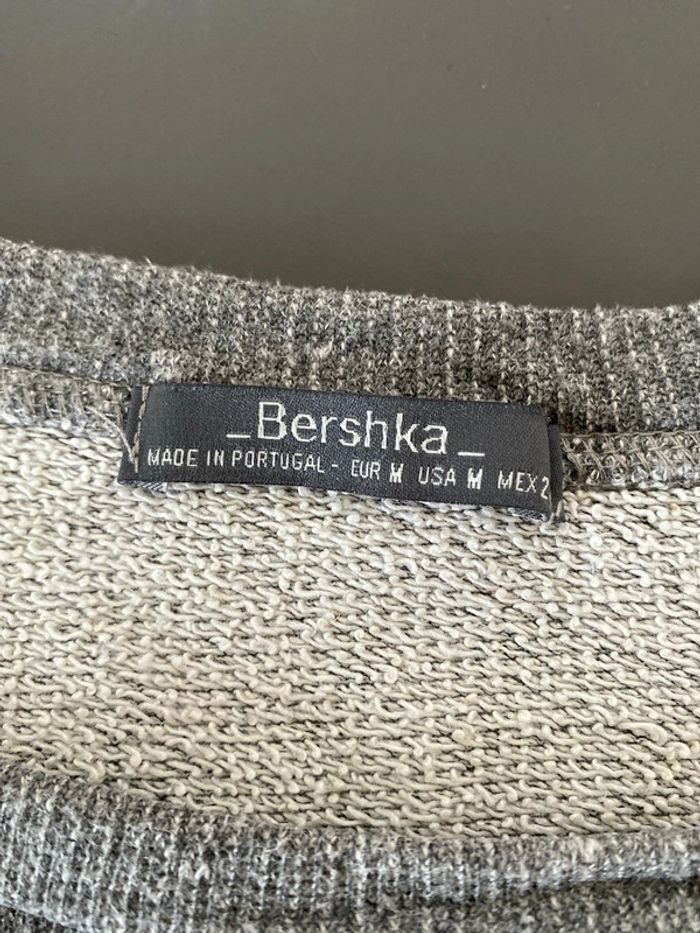 _Bershka_
MADE IN PORTUGAL - EUR M USA M MEX 2